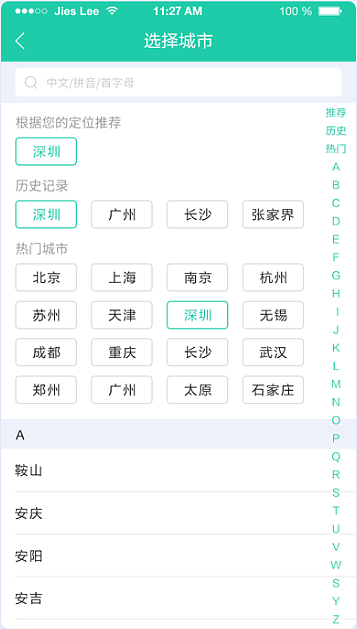 Jies Lee 11:27 AM 100 %
选择城市
中文/拼音/首字母
根据您的定位推荐
深圳
历史记录
深圳 广州 长沙 张家界
热门城市
北京 上海 南京 杭州
苏州 天津 深圳 无锡
成都 重庆 长沙 武汉
郑州 广州 太原 石家庄
A
鞍山
安庆
安阳
安吉
推荐
历史
热门
A
B
C
D
E
F
G
H
I
J
K
L
M
N
O
P
Q
R
S
T
U
V
W
S
Y
Z